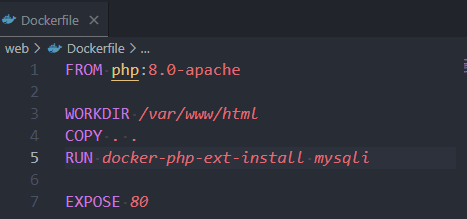 Dockerfile ×
web > Dockerfile > ...
1 FROM php:8.0-apache
2
3 WORKDIR /var/www/html
4 COPY . .
5 RUN docker-php-ext-install mysqli
6
7 EXPOSE 80